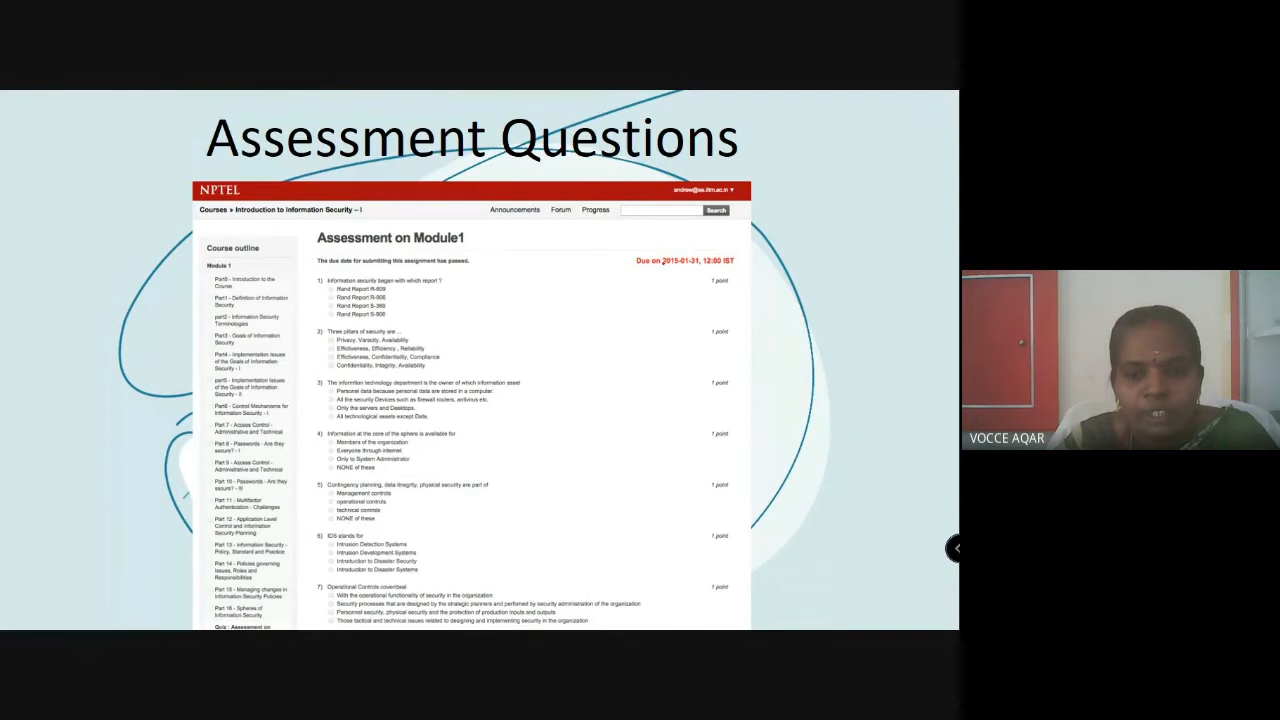 Assessment Questions
NPTEL
andrew@ee.iitm.ac.in
Courses » Introduction to Information Security – I
Announcements Forum Progress Search
Course outline
Module 1
Part0 - Introduction to the
Course
Part1 - Definition of Information
Security
part2 - Information Security
Terminologies
Part3 - Goals of Information
Security
Part4 - Implementation Issues
of the Goals of Information
Security - I
part5 - Implementation Issues
of the Goals of Information
Security - II
Part6 - Control Mechanisms for
Information Security - I
Part 7 - Access Control -
Administrative and Technical
Part 8 - Passwords - Are they
secure? - I
Part 9 - Access Control -
Administrative and Technical
Part 10 - Passwords - Are they
secure? - III
Part 11 - Multifactor
Authentication - Challenges
Part 12 - Application Level
Control and Information
Security Planning
Part 13 - Information Security -
Policy, Standard and Practice
Part 14 - Policies governing
Issues, Roles and
Responsibilities
Part 15 - Managing changes in
Information Security Policies
Part 16 - Spheres of
Information Security
Quiz : Assessment on
Assessment on Module1
The due date for submitting this assignment has passed.
Due on 2015-01-31, 12:00 IST
1) Information security began with which report ? 1 point
Rand Report R-609
Rand Report R-606
Rand Report S-369
Rand Report S-606
2) Three pillars of security are ... 1 point
Privacy, Varacity, Availability
Effictiveness, Efficiency , Reliability
Effictiveness, Confidentiality, Compliance
Confidentiality, Integrity, Availability
3) The informtion technology department is the owner of which information asset 1 point
Personel data because personal data are stored in a computer.
All the security Devices such as firewall routers, antivirus etc.
Only the servers and Desktops.
All technological assets except Data.
4) Information at the core of the sphere is available for 1 point
Members of the organization
Everyone through internet
Only to System Administrator
NONE of these
5) Contingency planning, data itnegrity, physical security are part of 1 point
Management controls
operational controls
technical controls
NONE of these
6) IDS stands for 1 point
Intrusion Detection Systems
Intrusion Development Systems
Introduction to Disaster Security
Introduction to Disaster Systems
7) Operational Controls cover/deal 1 point
With the operational functionality of security in the organization
Security processes that are designed by the strategic planners and perfomed by security administration of the organization
Personnel security, physical security and the protection of production inputs and outputs
Those tactical and technical issues related to designing and implementing security in the organization
VOCCE AQAR